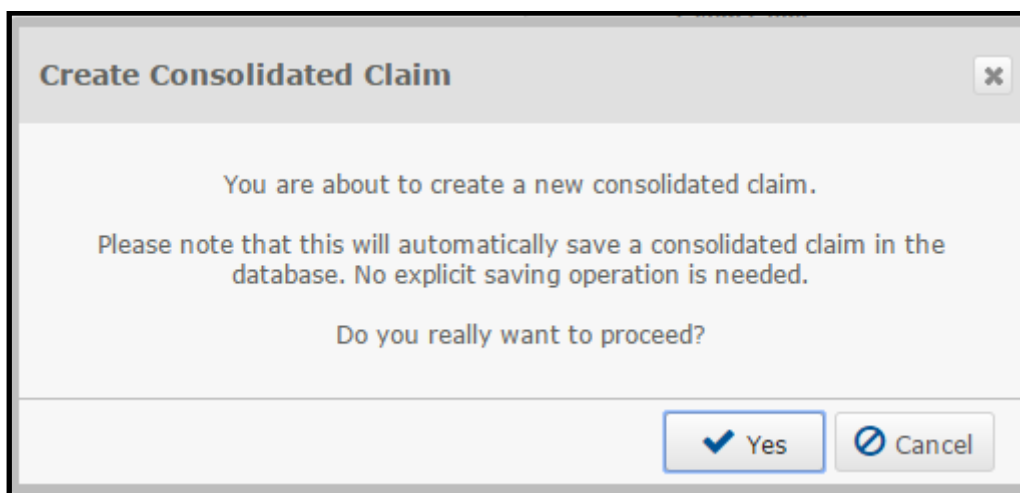 Create Consolidated Claim
You are about to create a new consolidated claim.
Please note that this will automatically save a consolidated claim in the
database. No explicit saving operation is needed.
Do you really want to proceed?
Yes
Cancel